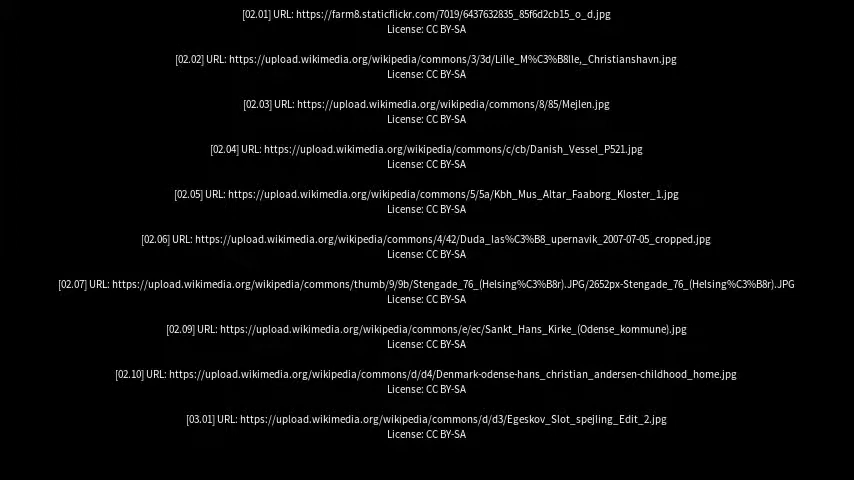 [02.01] URL: https://farm8.staticflickr.com/7019/6437632835_85f6d2cb15_o_d.jpg
License: CC BY-SA
[02.02] URL: https://upload.wikimedia.org/wikipedia/commons/3/3d/Lille_M%C3%B8lle,_Christianshavn.jpg
License: CC BY-SA
[02.03] URL: https://upload.wikimedia.org/wikipedia/commons/8/85/Mejlen.jpg
License: CC BY-SA
[02.04] URL: https://upload.wikimedia.org/wikipedia/commons/c/cb/Danish_Vessel_P521.jpg
License: CC BY-SA
[02.05] URL: https://upload.wikimedia.org/wikipedia/commons/5/5a/Kbh_Mus_Altar_Faaborg_Kloster_1.jpg
License: CC BY-SA
[02.06] URL: https://upload.wikimedia.org/wikipedia/commons/4/42/Duda_Ias%C3%B8_upernavik_2007-07-05_cropped.jpg
License: CC BY-SA
[02.07] URL: https://upload.wikimedia.org/wikipedia/commons/thumb/9/9b/Stengade_76_(Helsing%C3%B8r).JPG/2652px-Stengade_76_(Helsing%C3%B8r).JPG
License: CC BY-SA
[02.09] URL: https://upload.wikimedia.org/wikipedia/commons/e/ec/Sankt_Hans_Kirke_(Odense_kommune).jpg
License: CC BY-SA
[02.10] URL: https://upload.wikimedia.org/wikipedia/commons/d/d4/Denmark-odense-hans_christian_andersen-childhood_home.jpg
License: CC BY-SA
[03.01] URL: https://upload.wikimedia.org/wikipedia/commons/d/d3/Egeskov_Slot_spejling_Edit_2.jpg
License: CC BY-SA